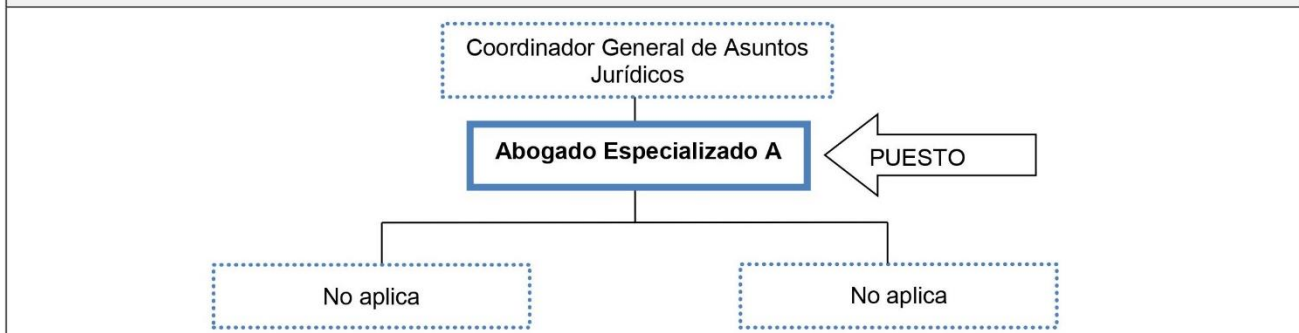 Coordinador General de Asuntos
Jurídicos
Abogado Especializado A
PUESTO
No aplica
No aplica